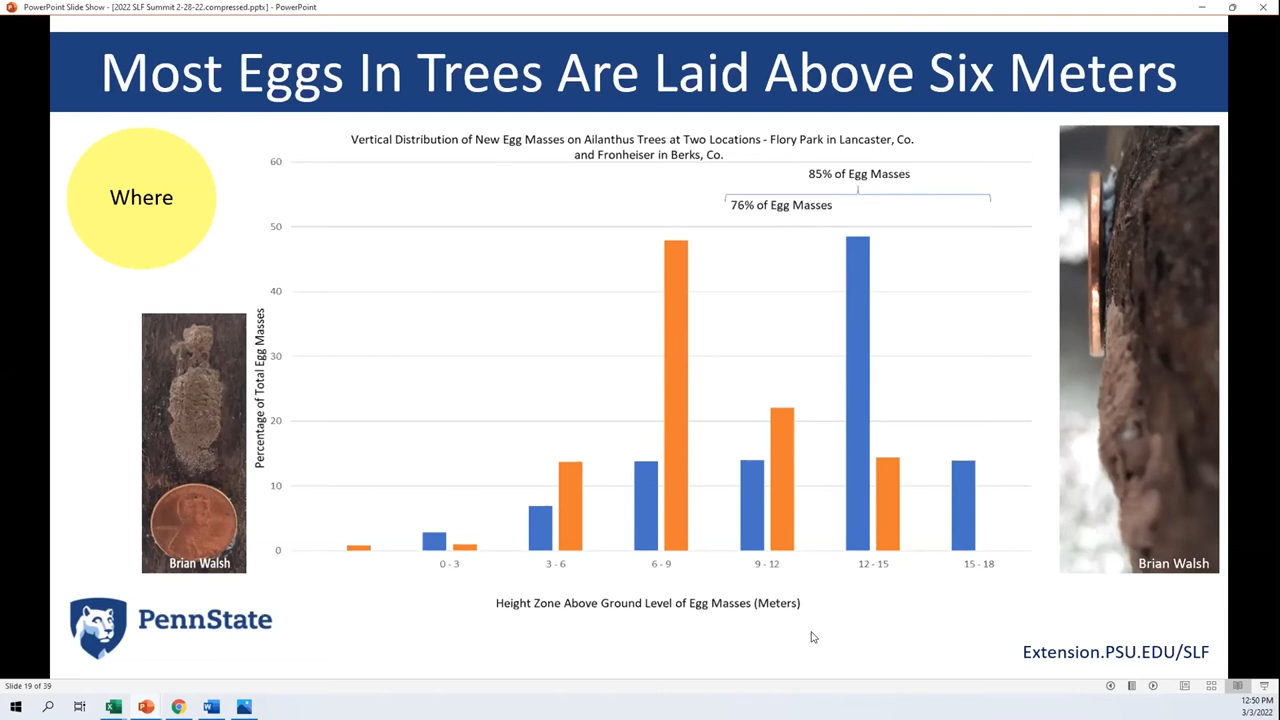 PowerPoint Slide Show - [2022 SLF Summit 2-28-22.compressed.pptx] - PowerPoint
Most Eggs In Trees Are Laid Above Six Meters
Where
Vertical Distribution of New Egg Masses on Ailanthus Trees at Two Locations - Flory Park in Lancaster, Co.
and Fronheiser in Berks, Co.
85% of Egg Masses
76% of Egg Masses
Percentage of Total Egg Masses
60
50
40
30
20
10
0
0 - 3
3 - 6
6 - 9
9 - 12
12 - 15
15 - 18
Height Zone Above Ground Level of Egg Masses (Meters)
Brian Walsh
Brian Walsh
PennState
Extension.PSU.EDU/SLF
Slide 19 of 39
12:50 PM
3/3/2022